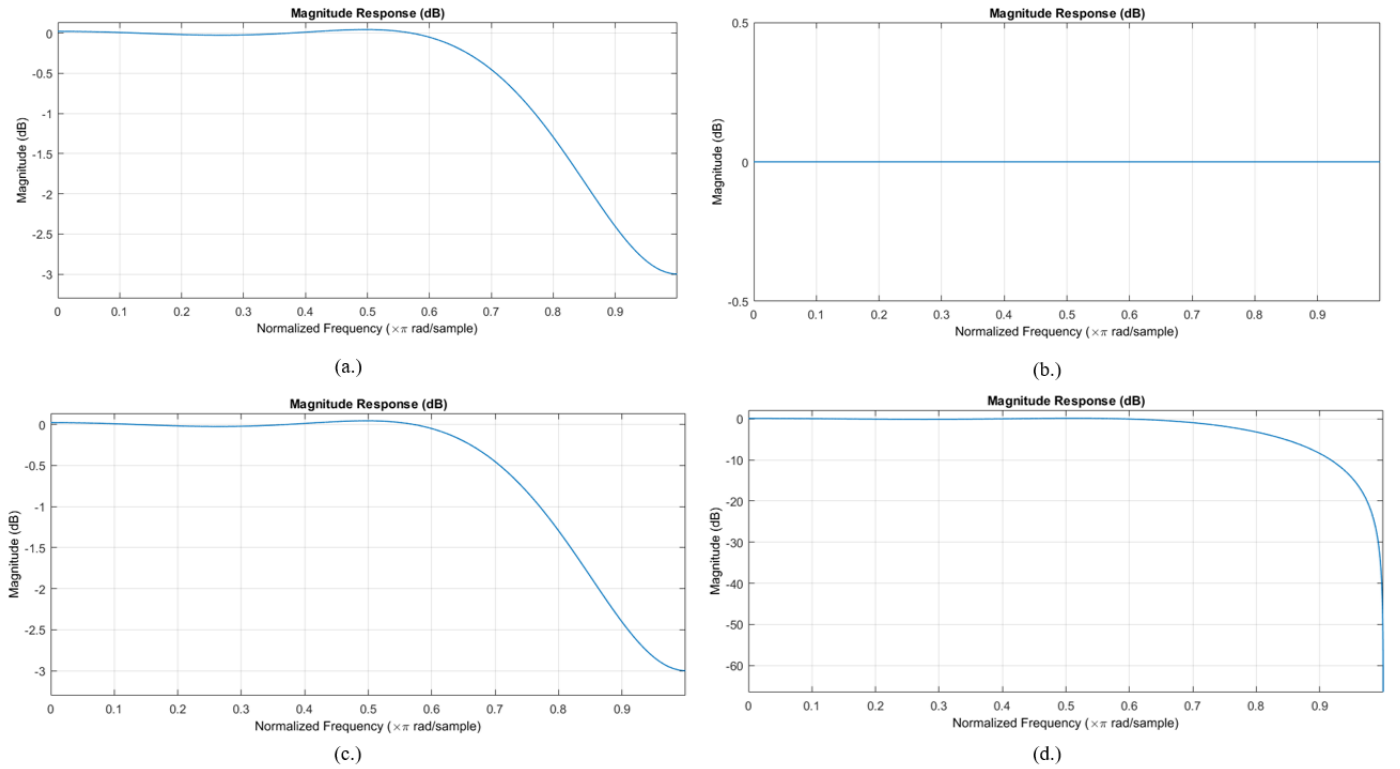 Magnitude Response (dB)
0
-0.5
-1
-1.5
-2
-2.5
-3
Magnitude (dB)
0 0.1 0.2 0.3 0.4 0.5 0.6 0.7 0.8 0.9
Normalized Frequency (×π rad/sample)
(a.)
Magnitude Response (dB)
0.5
0
-0.5
Magnitude (dB)
0 0.1 0.2 0.3 0.4 0.5 0.6 0.7 0.8 0.9
Normalized Frequency (×π rad/sample)
(b.)
Magnitude Response (dB)
0
-0.5
-1
-1.5
-2
-2.5
-3
Magnitude (dB)
0 0.1 0.2 0.3 0.4 0.5 0.6 0.7 0.8 0.9
Normalized Frequency (×π rad/sample)
(c.)
Magnitude Response (dB)
0
-10
-20
-30
-40
-50
-60
Magnitude (dB)
0 0.1 0.2 0.3 0.4 0.5 0.6 0.7 0.8 0.9
Normalized Frequency (×π rad/sample)
(d.)